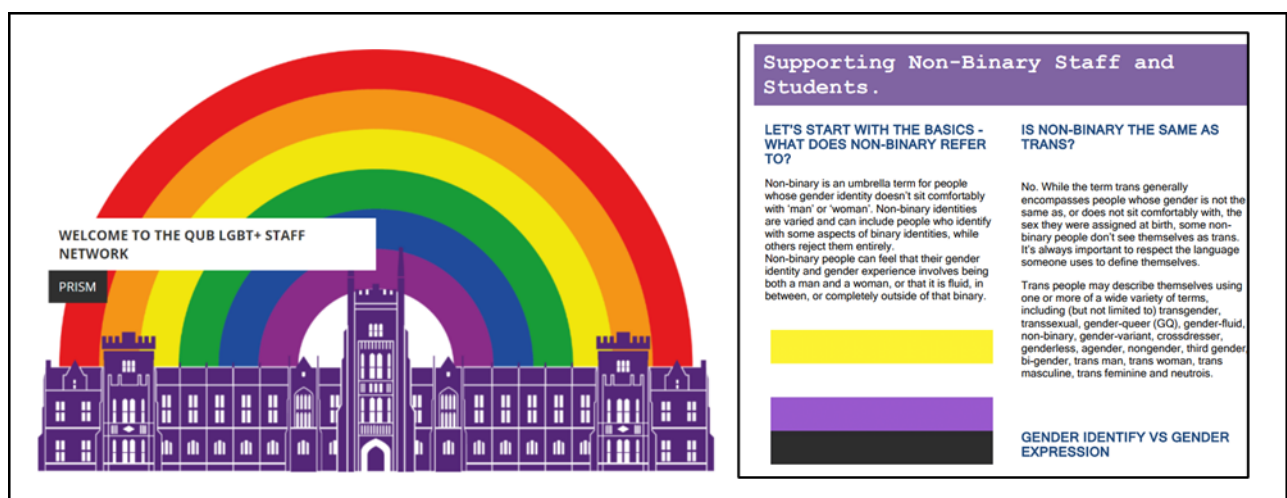 WELCOME TO THE QUB LGBT+ STAFF
NETWORK
PRISM
Supporting Non-Binary Staff and
Students.
LET'S START WITH THE BASICS -
WHAT DOES NON-BINARY REFER
TO?
Non-binary is an umbrella term for people
whose gender identity doesn't sit comfortably
with 'man' or 'woman'. Non-binary identities
are varied and can include people who identify
with some aspects of binary identities, while
others reject them entirely.
Non-binary people can feel that their gender
identity and gender experience involves being
both a man and a woman, or that it is fluid, in
between, or completely outside of that binary.
IS NON-BINARY THE SAME AS
TRANS?
No. While the term trans generally
encompasses people whose gender is not the
same as, or does not sit comfortably with, the
sex they were assigned at birth, some non-
binary people don't see themselves as trans.
It's always important to respect the language
someone uses to define themselves.
Trans people may describe themselves using
one or more of a wide variety of terms,
including (but not limited to) transgender,
transsexual, gender-queer (GQ), gender-fluid,
non-binary, gender-variant, crossdresser,
genderless, agender, nongender, third gender,
bi-gender, trans man, trans woman, trans
masculine, trans feminine and neutrois.
GENDER IDENTIFY VS GENDER
EXPRESSION